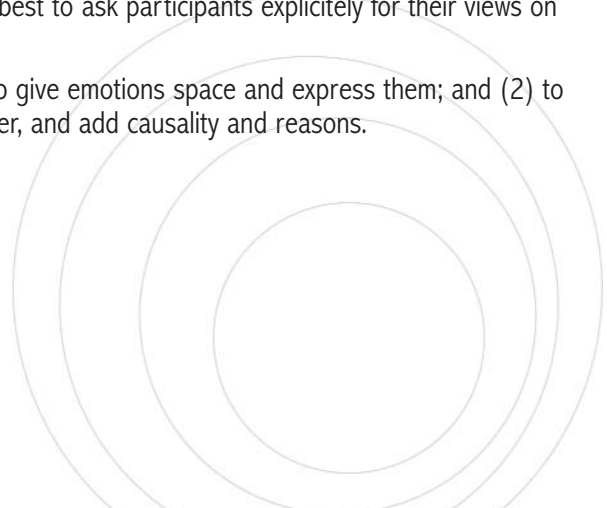 best to ask participants explicitely for their views on
o give emotions space and express them; and (2) to
er, and add causality and reasons.